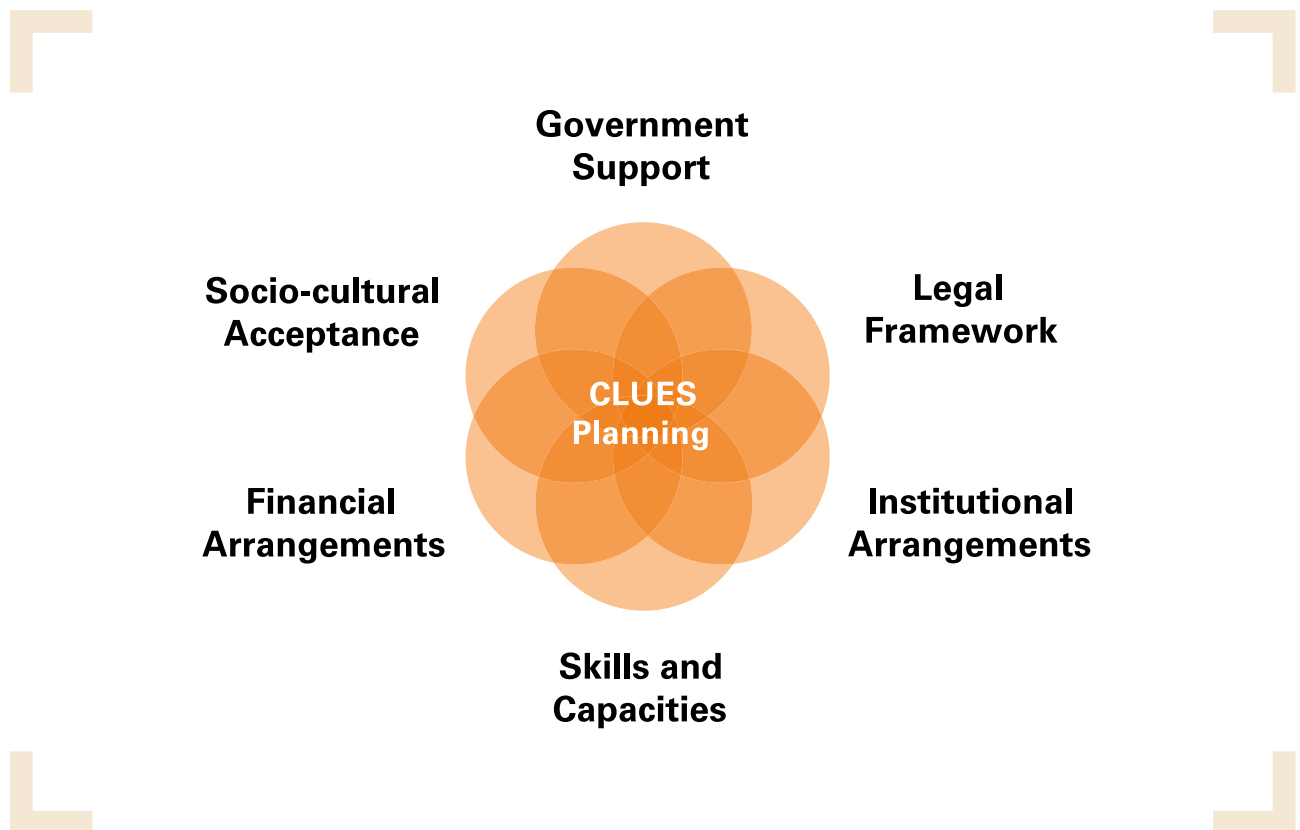 Government
Support
Socio-cultural
Acceptance
Legal
Framework
CLUES
Planning
Financial
Arrangements
Institutional
Arrangements
Skills and
Capacities